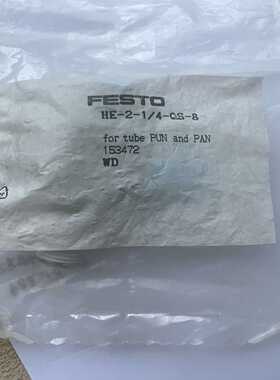 FESTO
HE-2-1/4-QS-8
for tube PUN and PAN
153472
WD